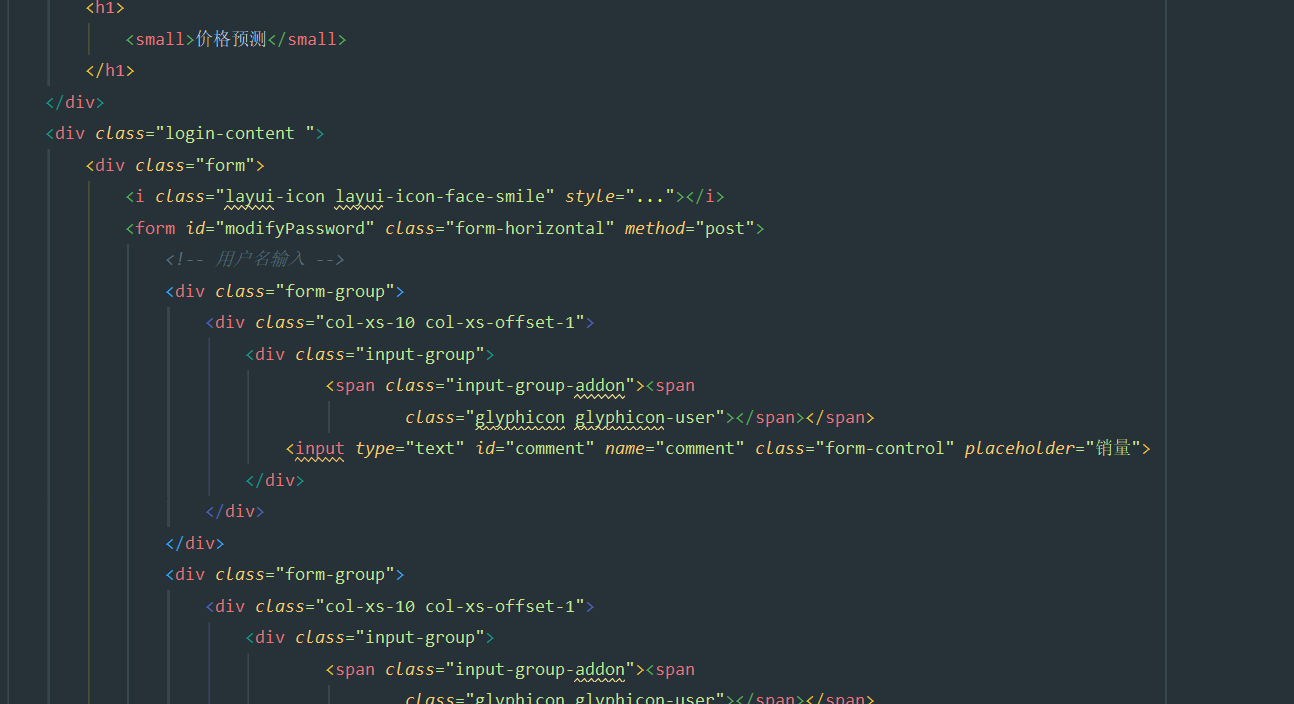 <h1>
<small>价格预测</small>
</h1>
</div>
<div class="login-content ">
<div class="form">
<i class="layui-icon layui-icon-face-smile" style="..."></i>
<form id="modifyPassword" class="form-horizontal" method="post">
<!-- 用户名输入 -->
<div class="form-group">
<div class="col-xs-10 col-xs-offset-1">
<div class="input-group">
<span class="input-group-addon"><span
class="glyphicon glyphicon-user"></span></span>
<input type="text" id="comment" name="comment" class="form-control" placeholder="销量">
</div>
</div>
</div>
<div class="form-group">
<div class="col-xs-10 col-xs-offset-1">
<div class="input-group">
<span class="input-group-addon"><span
class="glyphicon glyphicon-user"></span></span>